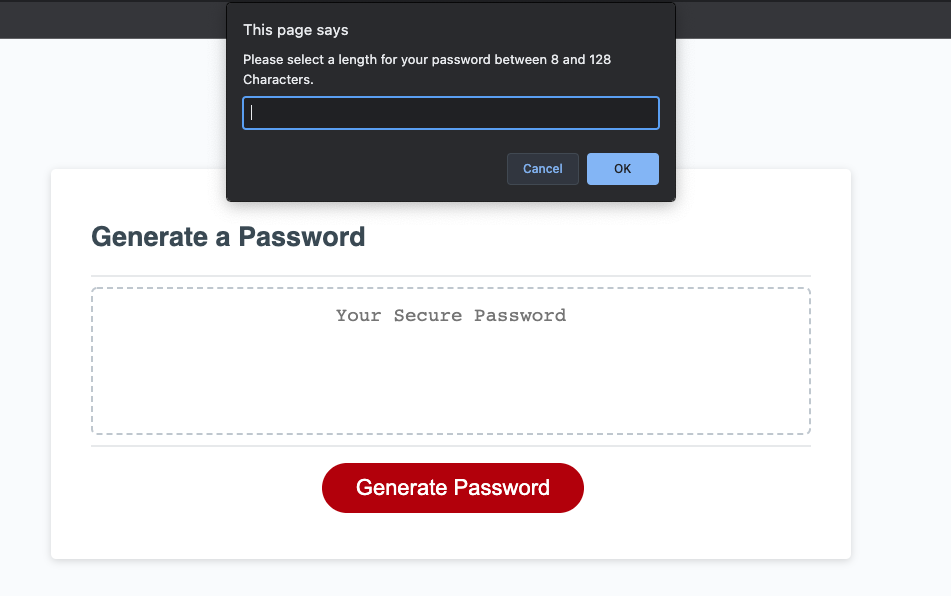 This page says
Please select a length for your password between 8 and 128
Characters.
Cancel
OK
Generate a Password
Your Secure Password
Generate Password